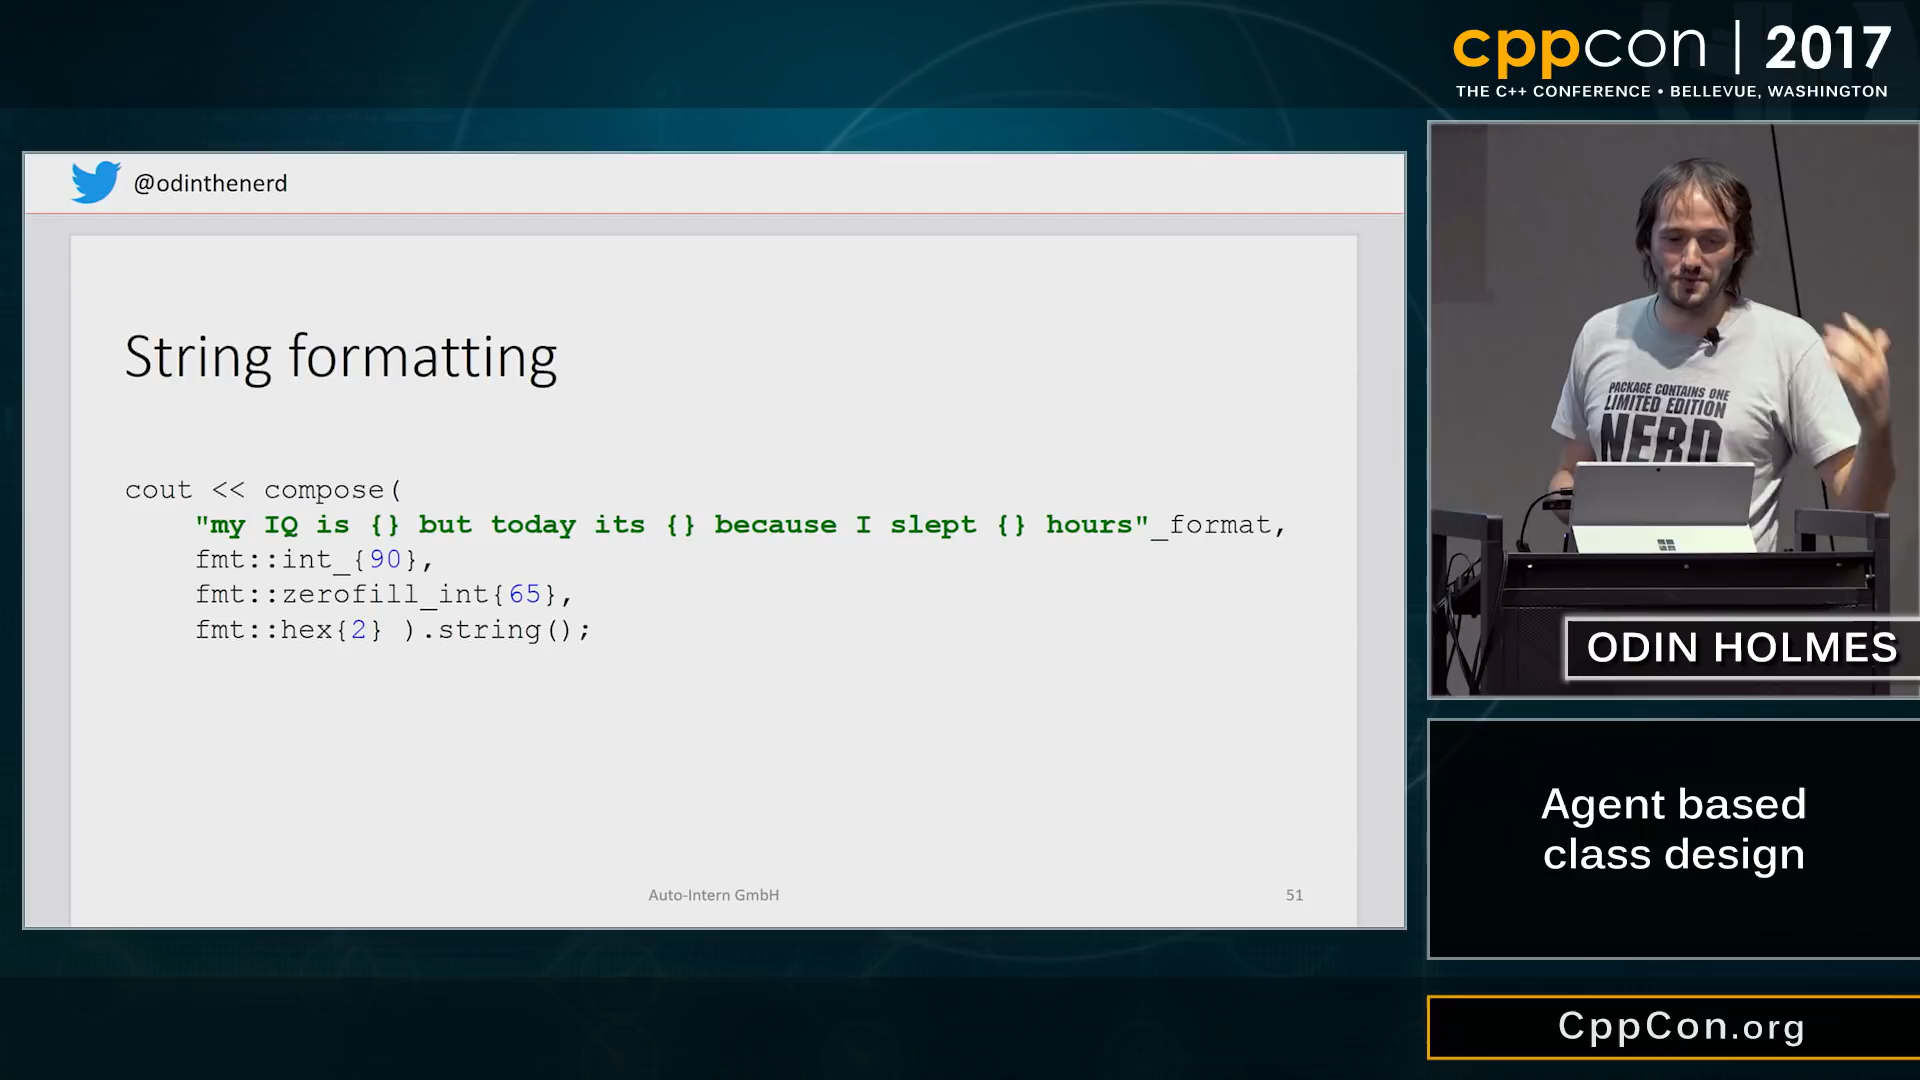 cppcon | 2017
THE C++ CONFERENCE • BELLEVUE, WASHINGTON
@odinthenerd
String formatting
cout << compose(
"my IQ is {} but today its {} because I slept {} hours"_format,
fmt::int_{90},
fmt::zerofill_int{65},
fmt::hex{2} ).string();
Auto-Intern GmbH
51
PACKAGE CONTAINS ONE
LIMITED EDITION
NERD
ODIN HOLMES
Agent based
class design
CppCon.org